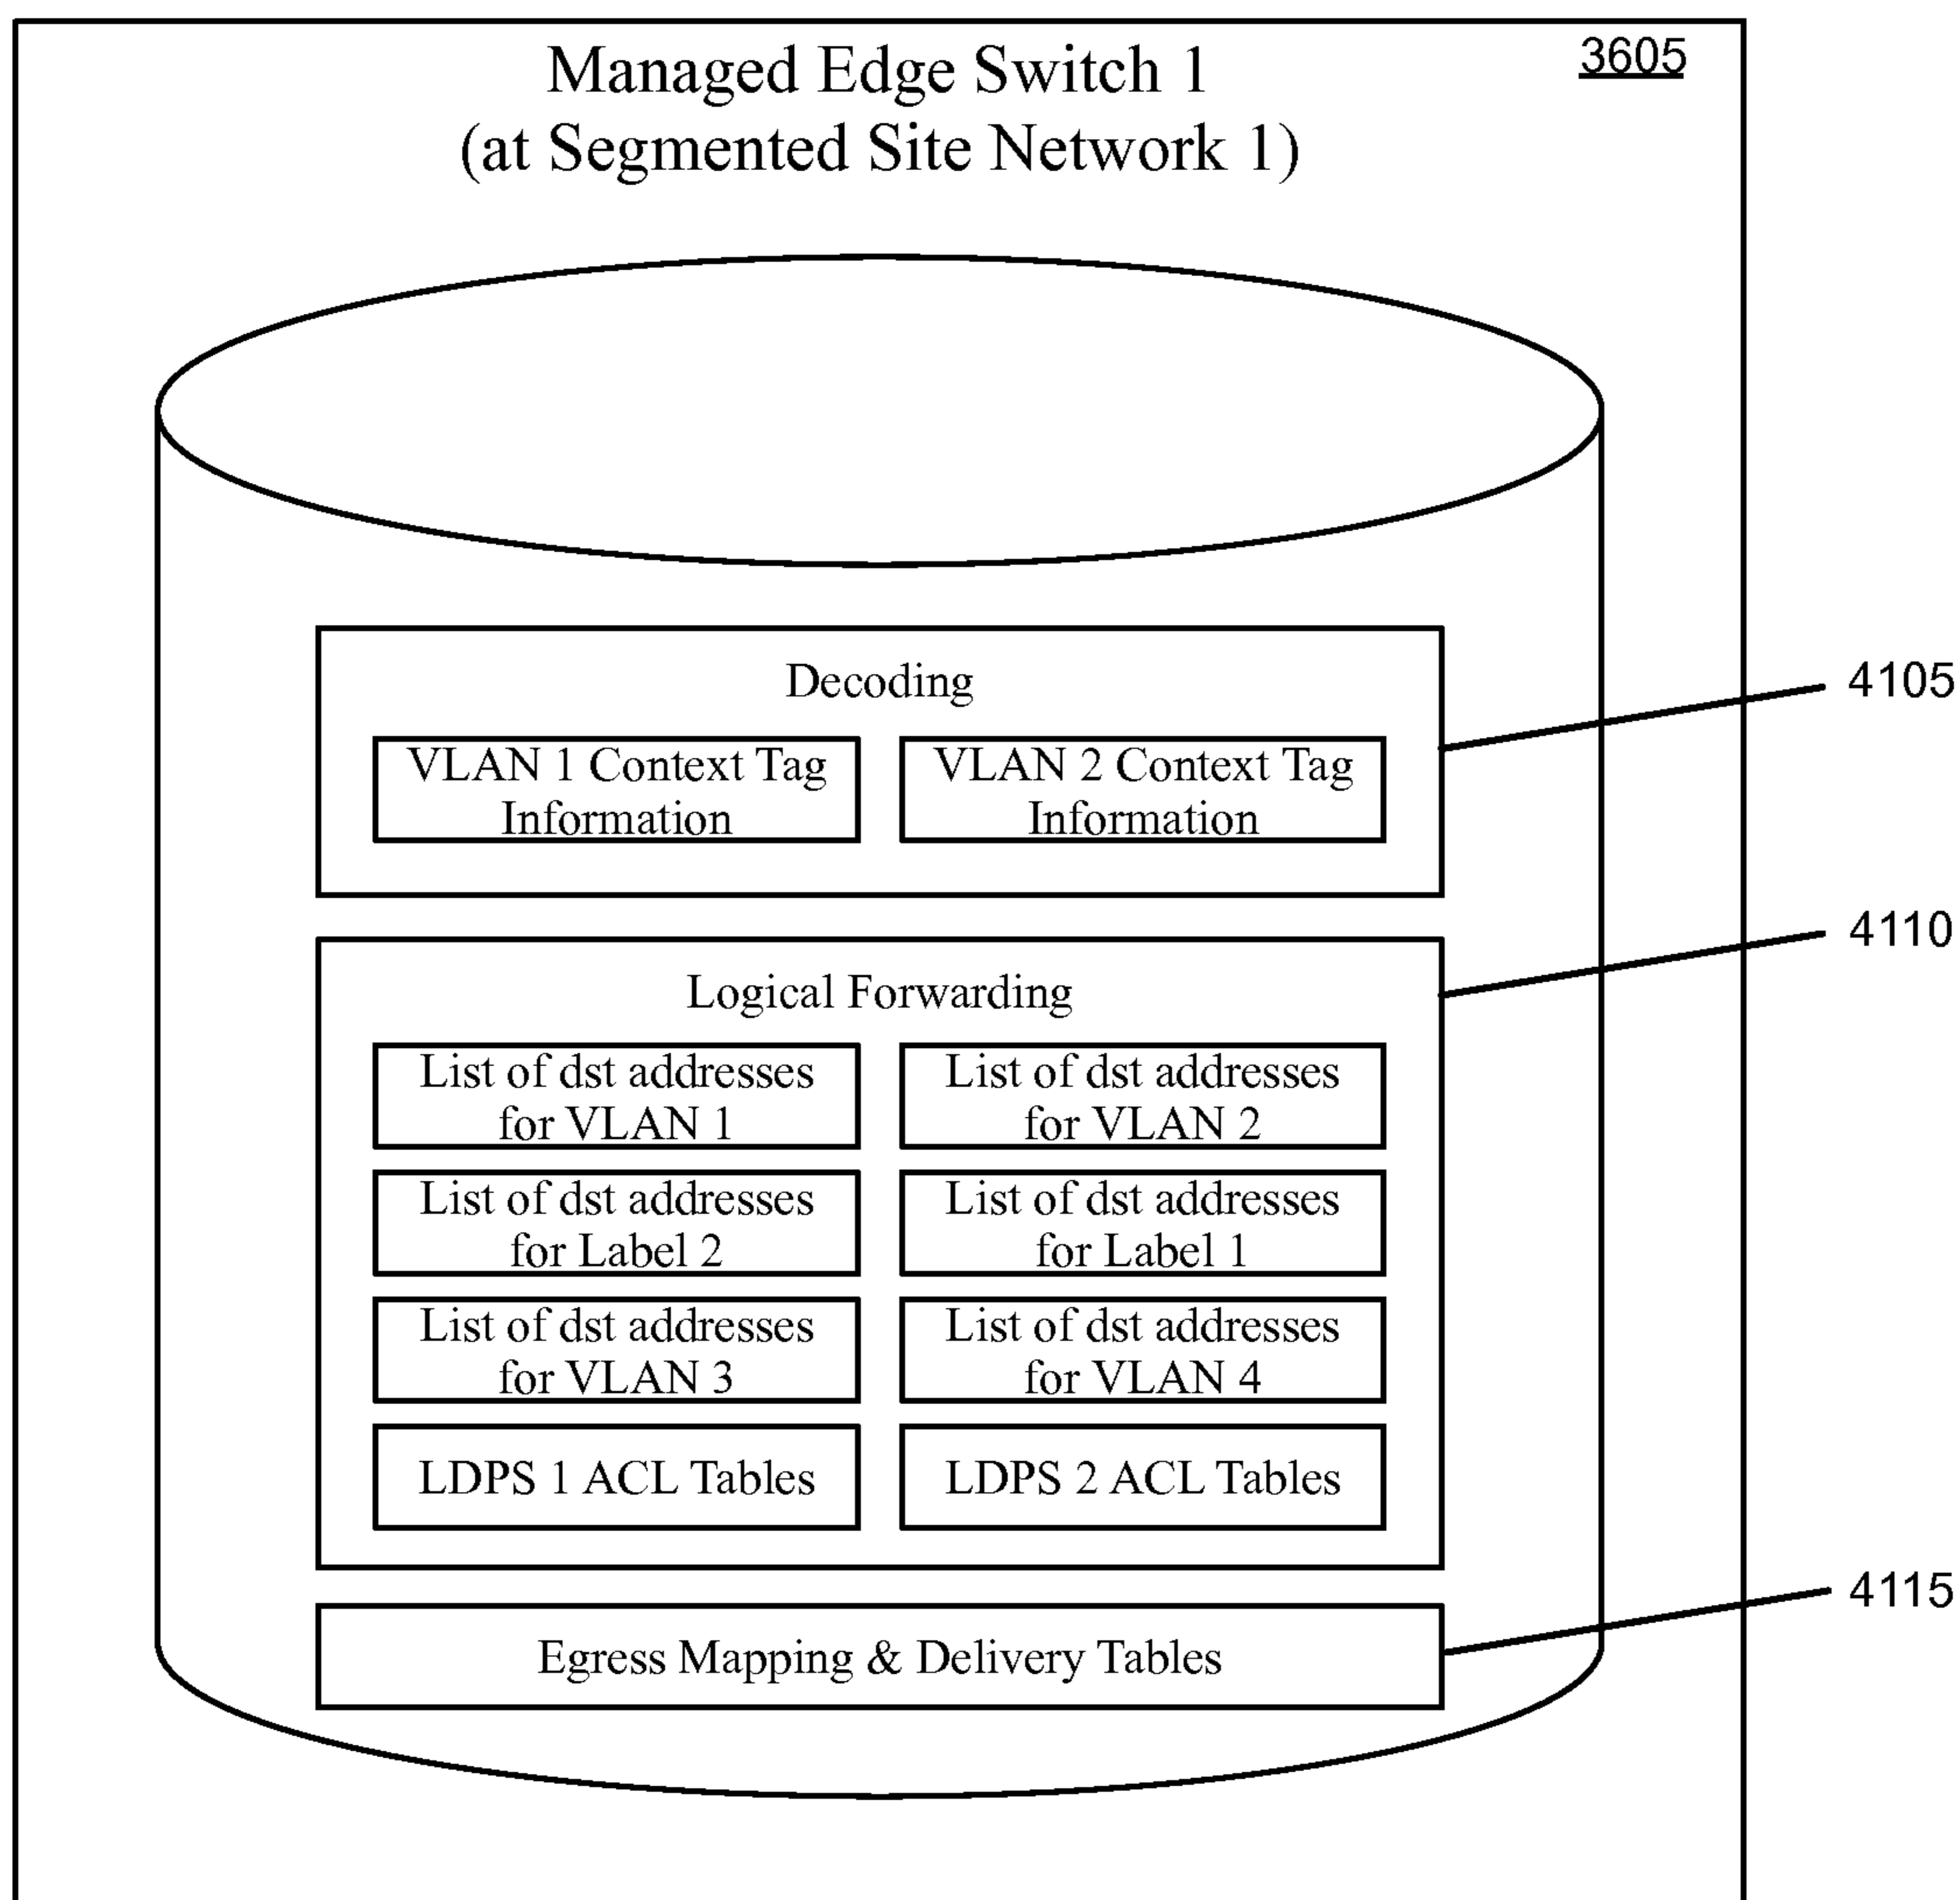 Managed Edge Switch 1
3605
(at Segmented Site Network 1)
Decoding
4105
VLAN 1 Context Tag
Information
VLAN 2 Context Tag
Information
4110
Logical Forwarding
List of dst addresses
for VLAN 1
List of dst addresses
for VLAN 2
List of dst addresses
for Label 2
List of dst addresses
for Label 1
List of dst addresses
for VLAN 3
List of dst addresses
for VLAN 4
LDPS 1 ACL Tables
LDPS 2 ACL Tables
4115
Egress Mapping & Delivery Tables